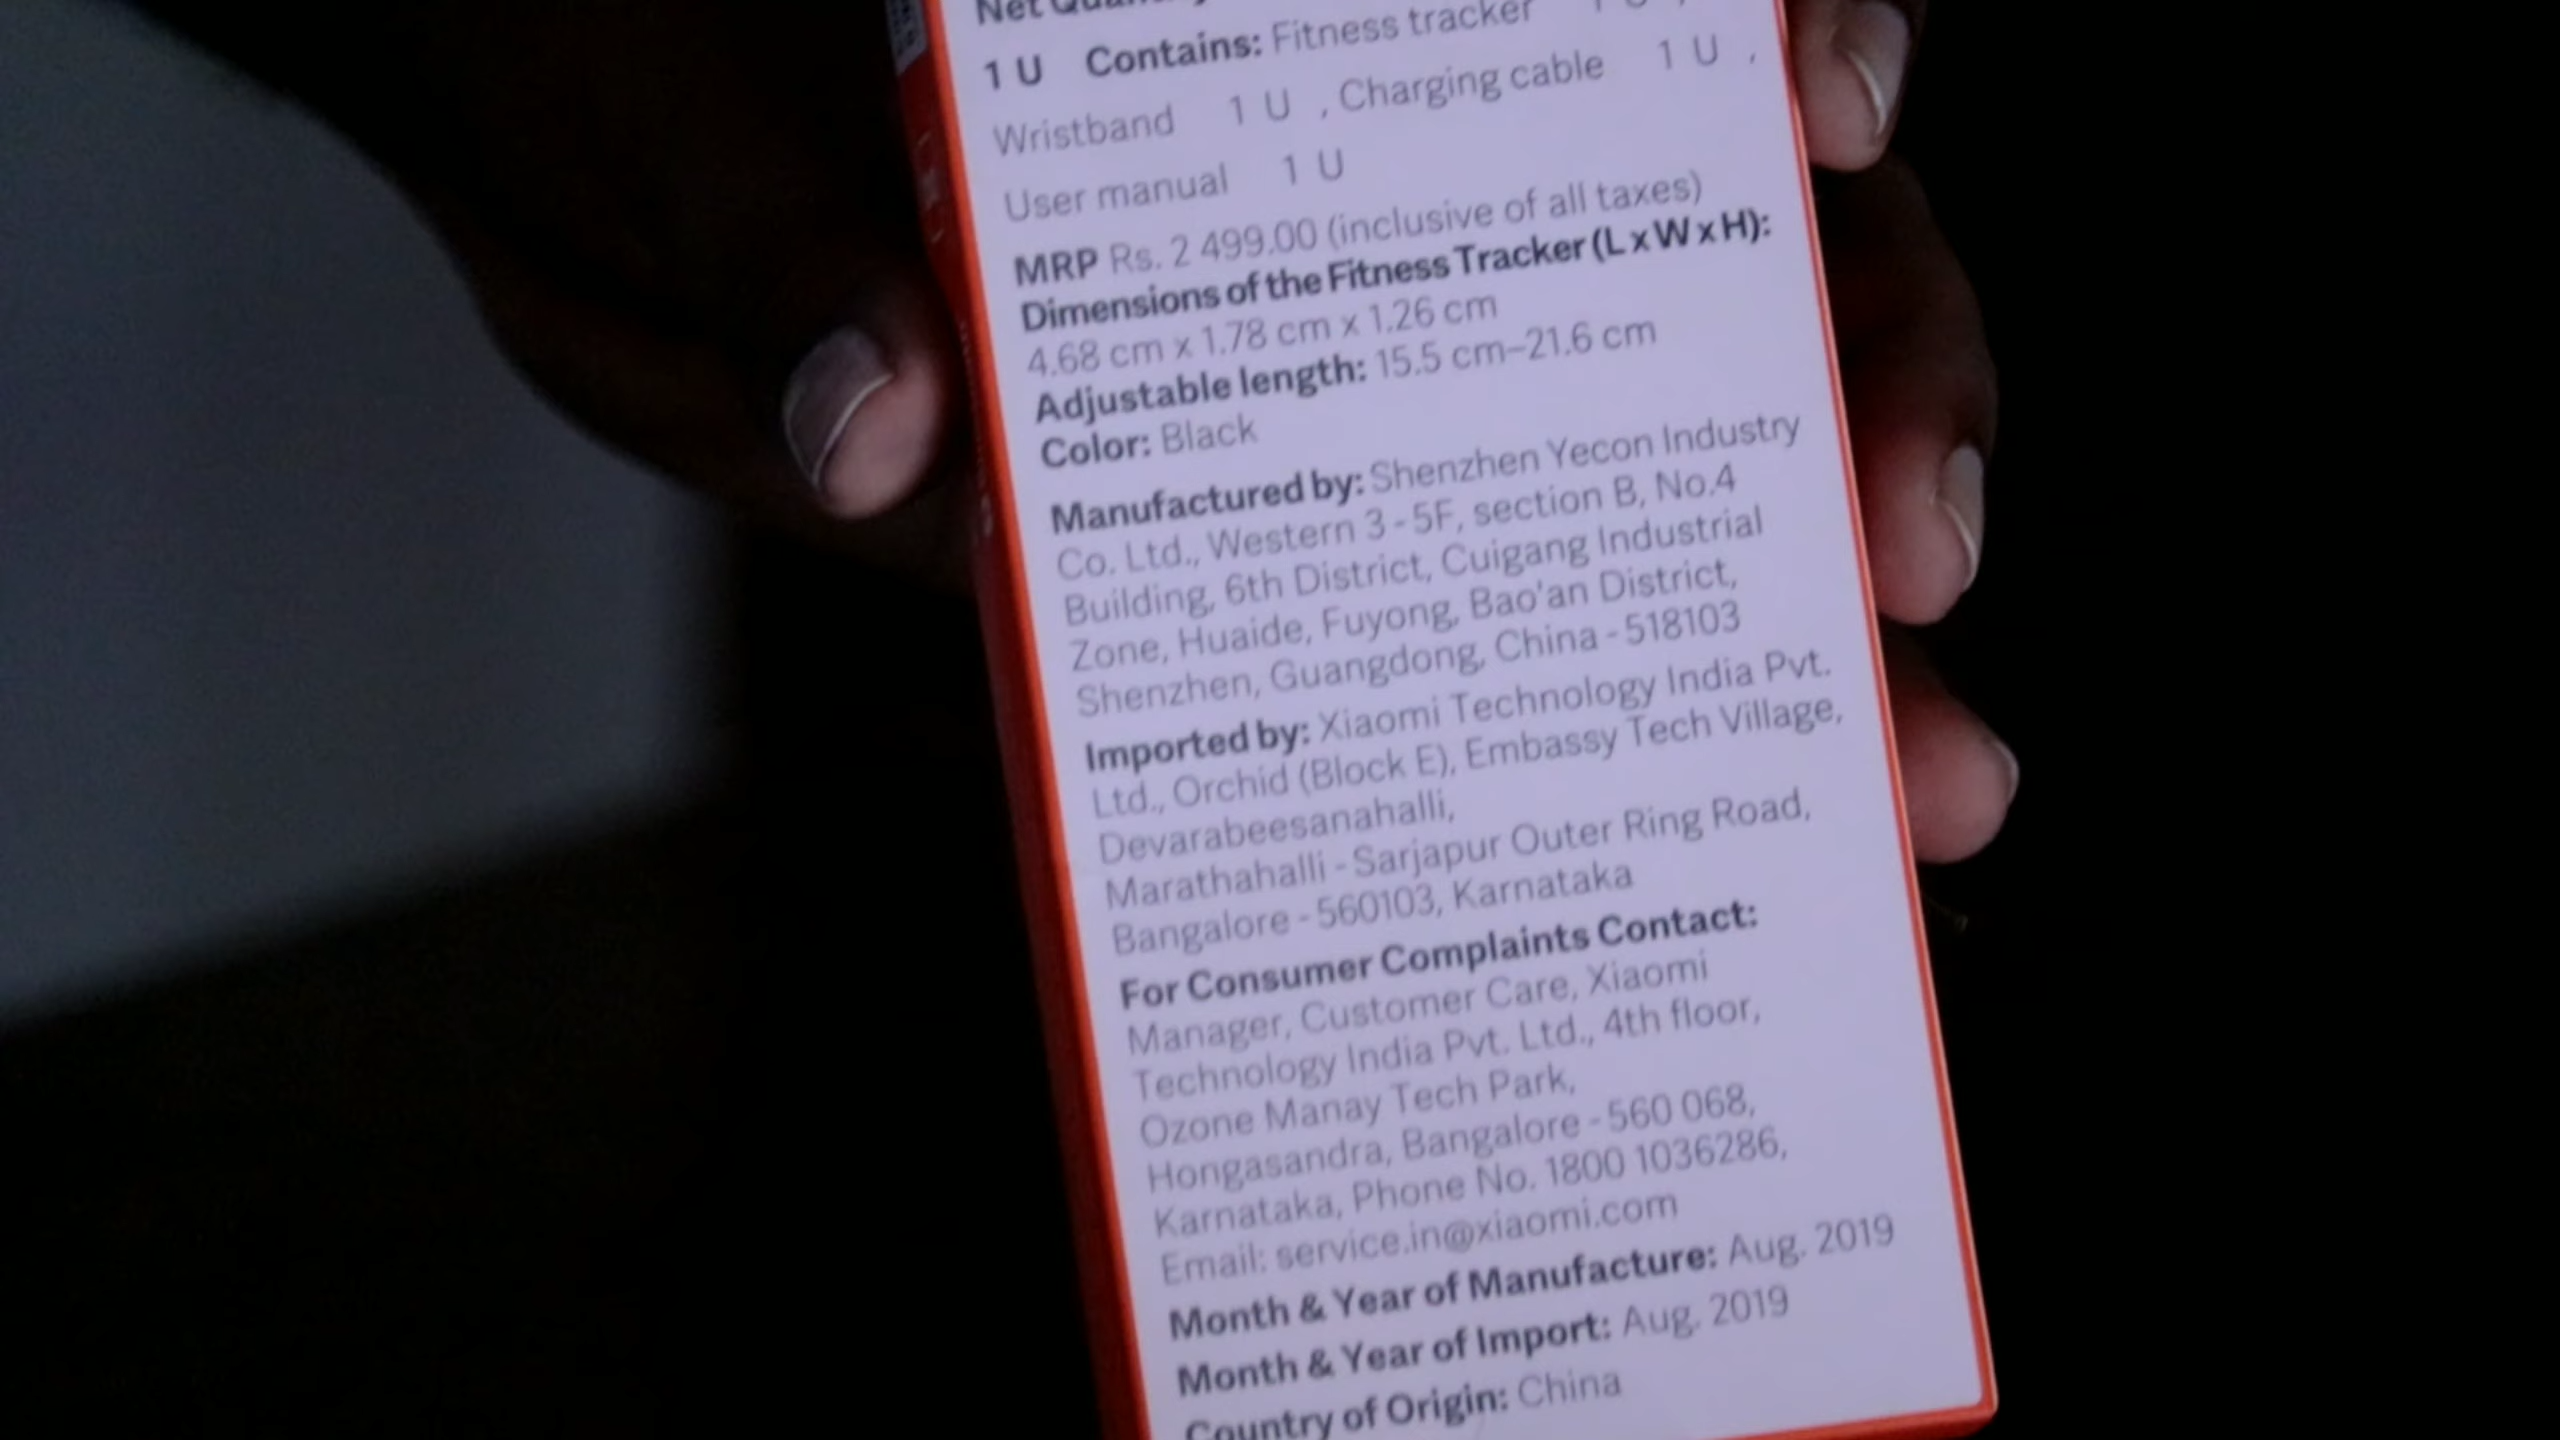 Net
1 U Contains: Fitness tracker 1 U,
Wristband 1 U , Charging cable 1 U ,
User manual 1 U
MRP Rs. 2 499.00 (inclusive of all taxes)
Dimensions of the Fitness Tracker (L x W x H):
4.68 cm x 1.78 cm x 1.26 cm
Adjustable length: 15.5 cm–21.6 cm
Color: Black
Manufactured by: Shenzhen Yecon Industry
Co. Ltd., Western 3 - 5F, section B, No.4
Building, 6th District, Cuigang Industrial
Zone, Huaide, Fuyong, Bao'an District,
Shenzhen, Guangdong, China - 518103
Imported by: Xiaomi Technology India Pvt.
Ltd., Orchid (Block E), Embassy Tech Village,
Devarabeesanahalli,
Marathahalli - Sarjapur Outer Ring Road,
Bangalore - 560103, Karnataka
For Consumer Complaints Contact:
Manager, Customer Care, Xiaomi
Technology India Pvt. Ltd., 4th floor,
Ozone Manay Tech Park,
Hongasandra, Bangalore - 560 068,
Karnataka, Phone No. 1800 1036286,
Email: service.in@xiaomi.com
Month & Year of Manufacture: Aug. 2019
Month & Year of Import: Aug. 2019
Country of Origin: China